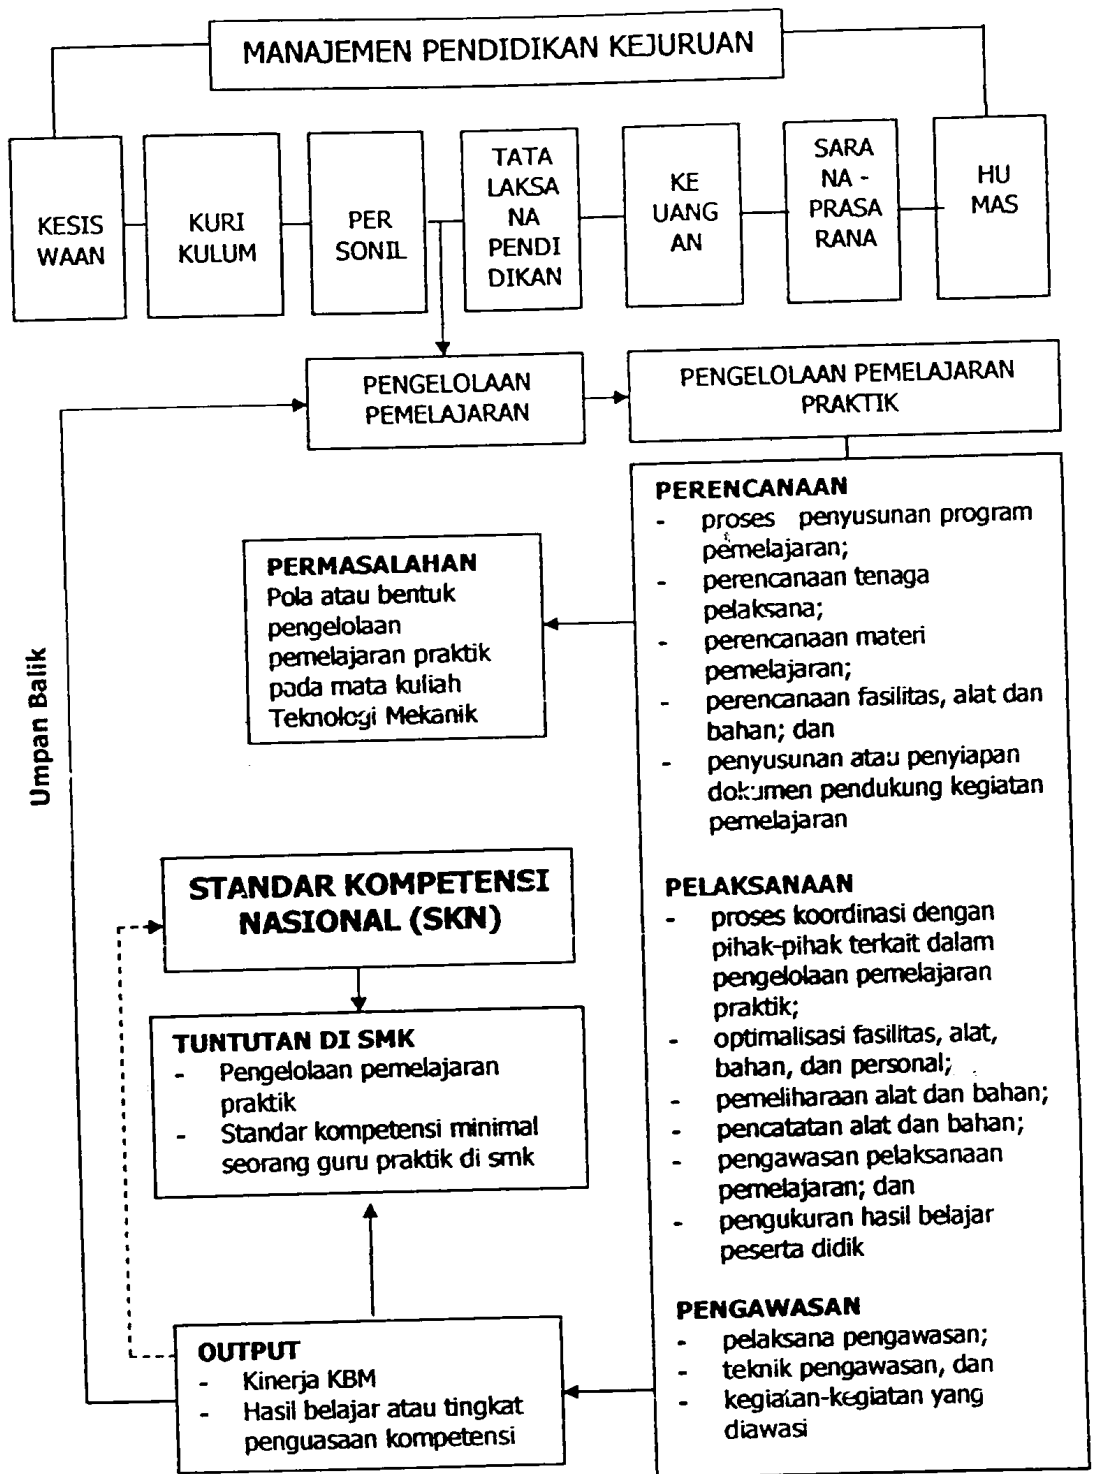 MANAJEMEN PENDIDIKAN KEJURUAN
KESIS
WAAN
KURI
KULUM
PER
SONIL
TATA
LAKSA
NA
PENDI
DIKAN
KE
UANG
AN
SARA
NA -
PRASA
RANA
HU
MAS
PENGELOLAAN
PEMELAJARAN
PENGELOLAAN PEMELAJARAN
PRAKTIK
Umpan Balik
PERMASALAHAN
Pola atau bentuk
pengelolaan
pemelajaran praktik
pada mata kuliah
Teknologi Mekanik
PERENCANAAN
- proses penyusunan program
pemelajaran;
- perencanaan tenaga
pelaksana;
- perencanaan materi
pemelajaran;
- perencanaan fasilitas, alat dan
bahan; dan
- penyusunan atau penyiapan
dokumen pendukung kegiatan
pemelajaran
PELAKSANAAN
- proses koordinasi dengan
pihak-pihak terkait dalam
pengelolaan pemelajaran
praktik;
- optimalisasi fasilitas, alat,
bahan, dan personal;
- pemeliharaan alat dan bahan;
- pencatatan alat dan bahan;
- pengawasan pelaksanaan
pemelajaran; dan
- pengukuran hasil belajar
peserta didik
PENGAWASAN
- pelaksana pengawasan;
- teknik pengawasan, dan
- kegiatan-kegiatan yang
diawasi
STANDAR KOMPETENSI
NASIONAL (SKN)
TUNTUTAN DI SMK
- Pengelolaan pemelajaran
praktik
- Standar kompetensi minimal
seorang guru praktik di smk
OUTPUT
- Kinerja KBM
- Hasil belajar atau tingkat
penguasaan kompetensi